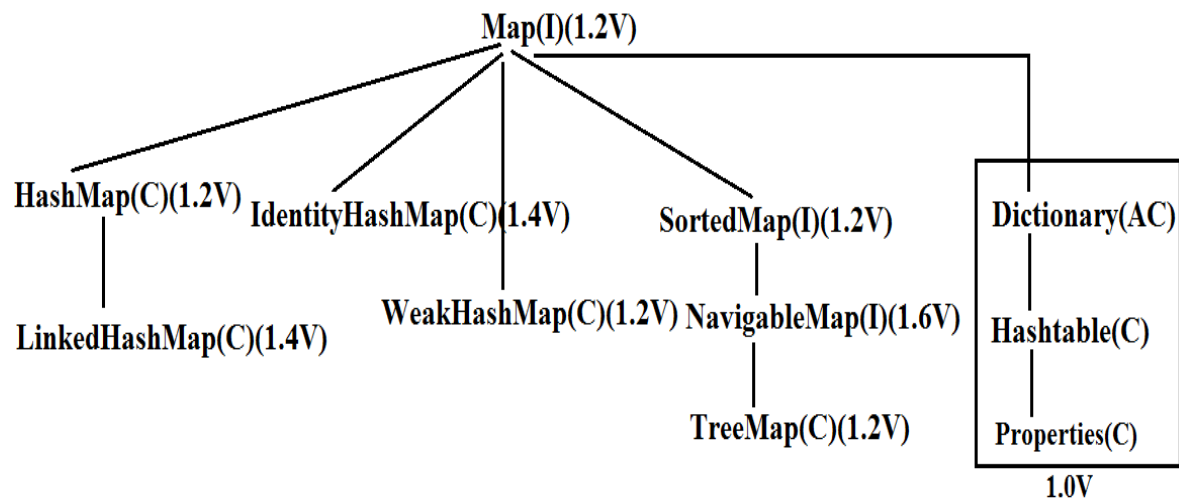 Map(I)(1.2V)
HashMap(C)(1.2V)
IdentityHashMap(C)(1.4V)
SortedMap(I)(1.2V)
Dictionary(AC)
LinkedHashMap(C)(1.4V)
WeakHashMap(C)(1.2V)
NavigableMap(I)(1.6V)
Hashtable(C)
TreeMap(C)(1.2V)
Properties(C)
1.0V